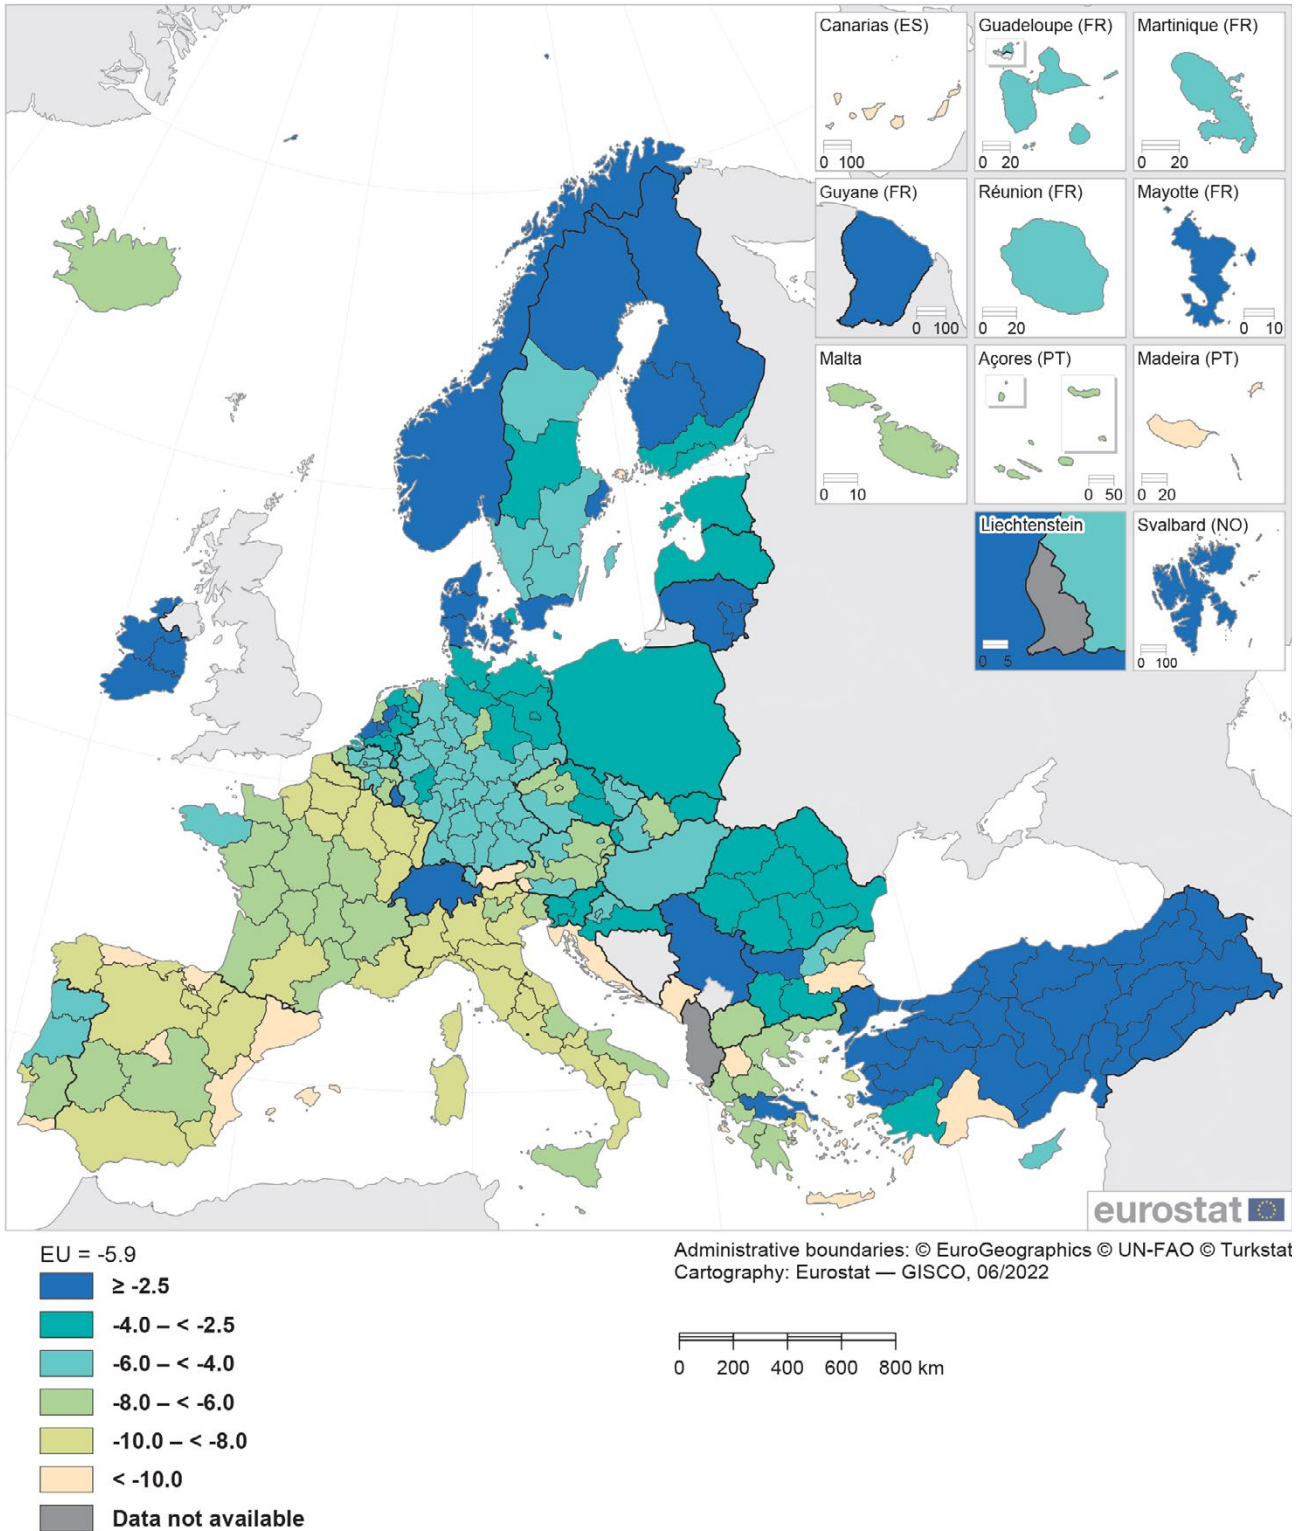 Canarias (ES)
0 100
Guadeloupe (FR)
0 20
Martinique (FR)
0 20
Guyane (FR)
0 100
Réunion (FR)
0 20
Mayotte (FR)
0 10
Malta
0 10
Açores (PT)
0 50
Madeira (PT)
0 20
Liechtenstein
0 5
Svalbard (NO)
0 100
eurostat
EU = -5.9
≥ -2.5
-4.0 – < -2.5
-6.0 – < -4.0
-8.0 – < -6.0
-10.0 – < -8.0
< -10.0
Data not available
Administrative boundaries: © EuroGeographics © UN-FAO © Turkstat
Cartography: Eurostat — GISCO, 06/2022
0 200 400 600 800 km